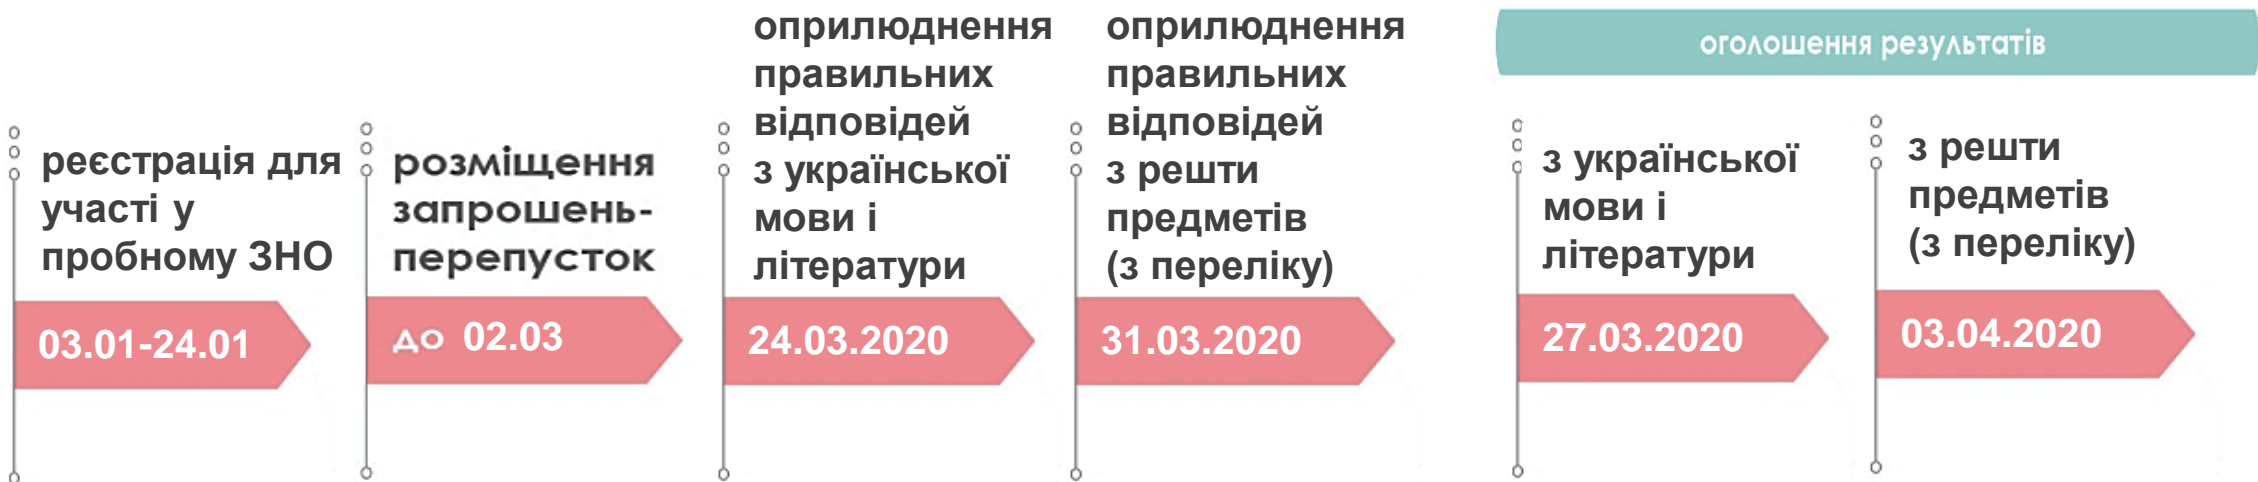 реєстрація для
участі у
пробному ЗНО
03.01-24.01
розміщення
запрошень-
перепусток
до 02.03
оприлюднення
правильних
відповідей
з української
мови і
літератури
24.03.2020
оприлюднення
правильних
відповідей
з решти
предметів
(з переліку)
31.03.2020
оголошення результатів
з української
мови і
літератури
27.03.2020
з решти
предметів
(з переліку)
03.04.2020